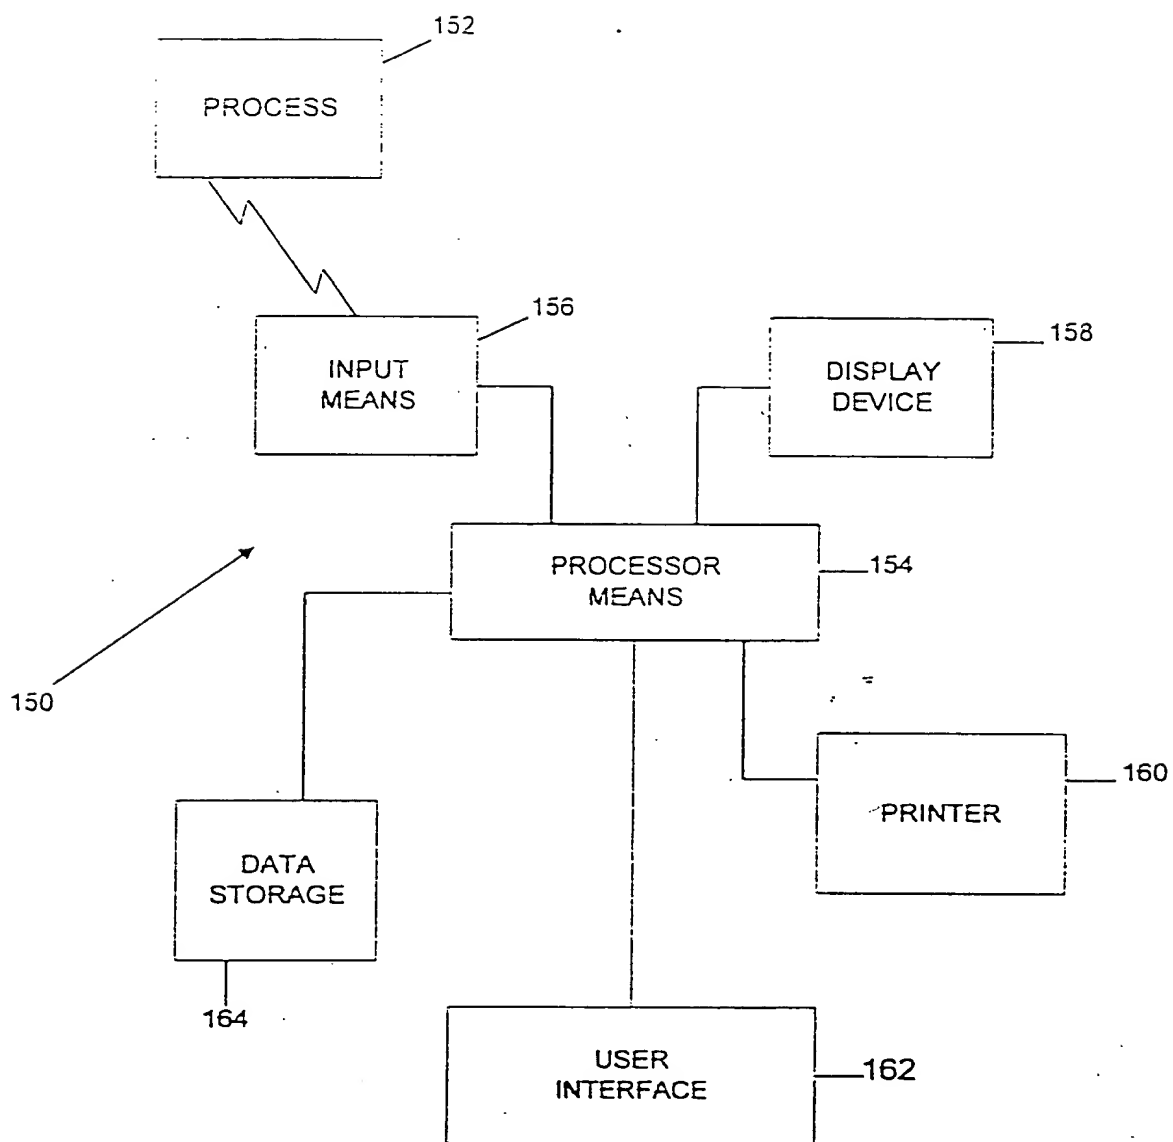 152
PROCESS
156
INPUT
MEANS
158
DISPLAY
DEVICE
PROCESSOR
MEANS
154
150
160
PRINTER
DATA
STORAGE
164
USER
INTERFACE
162